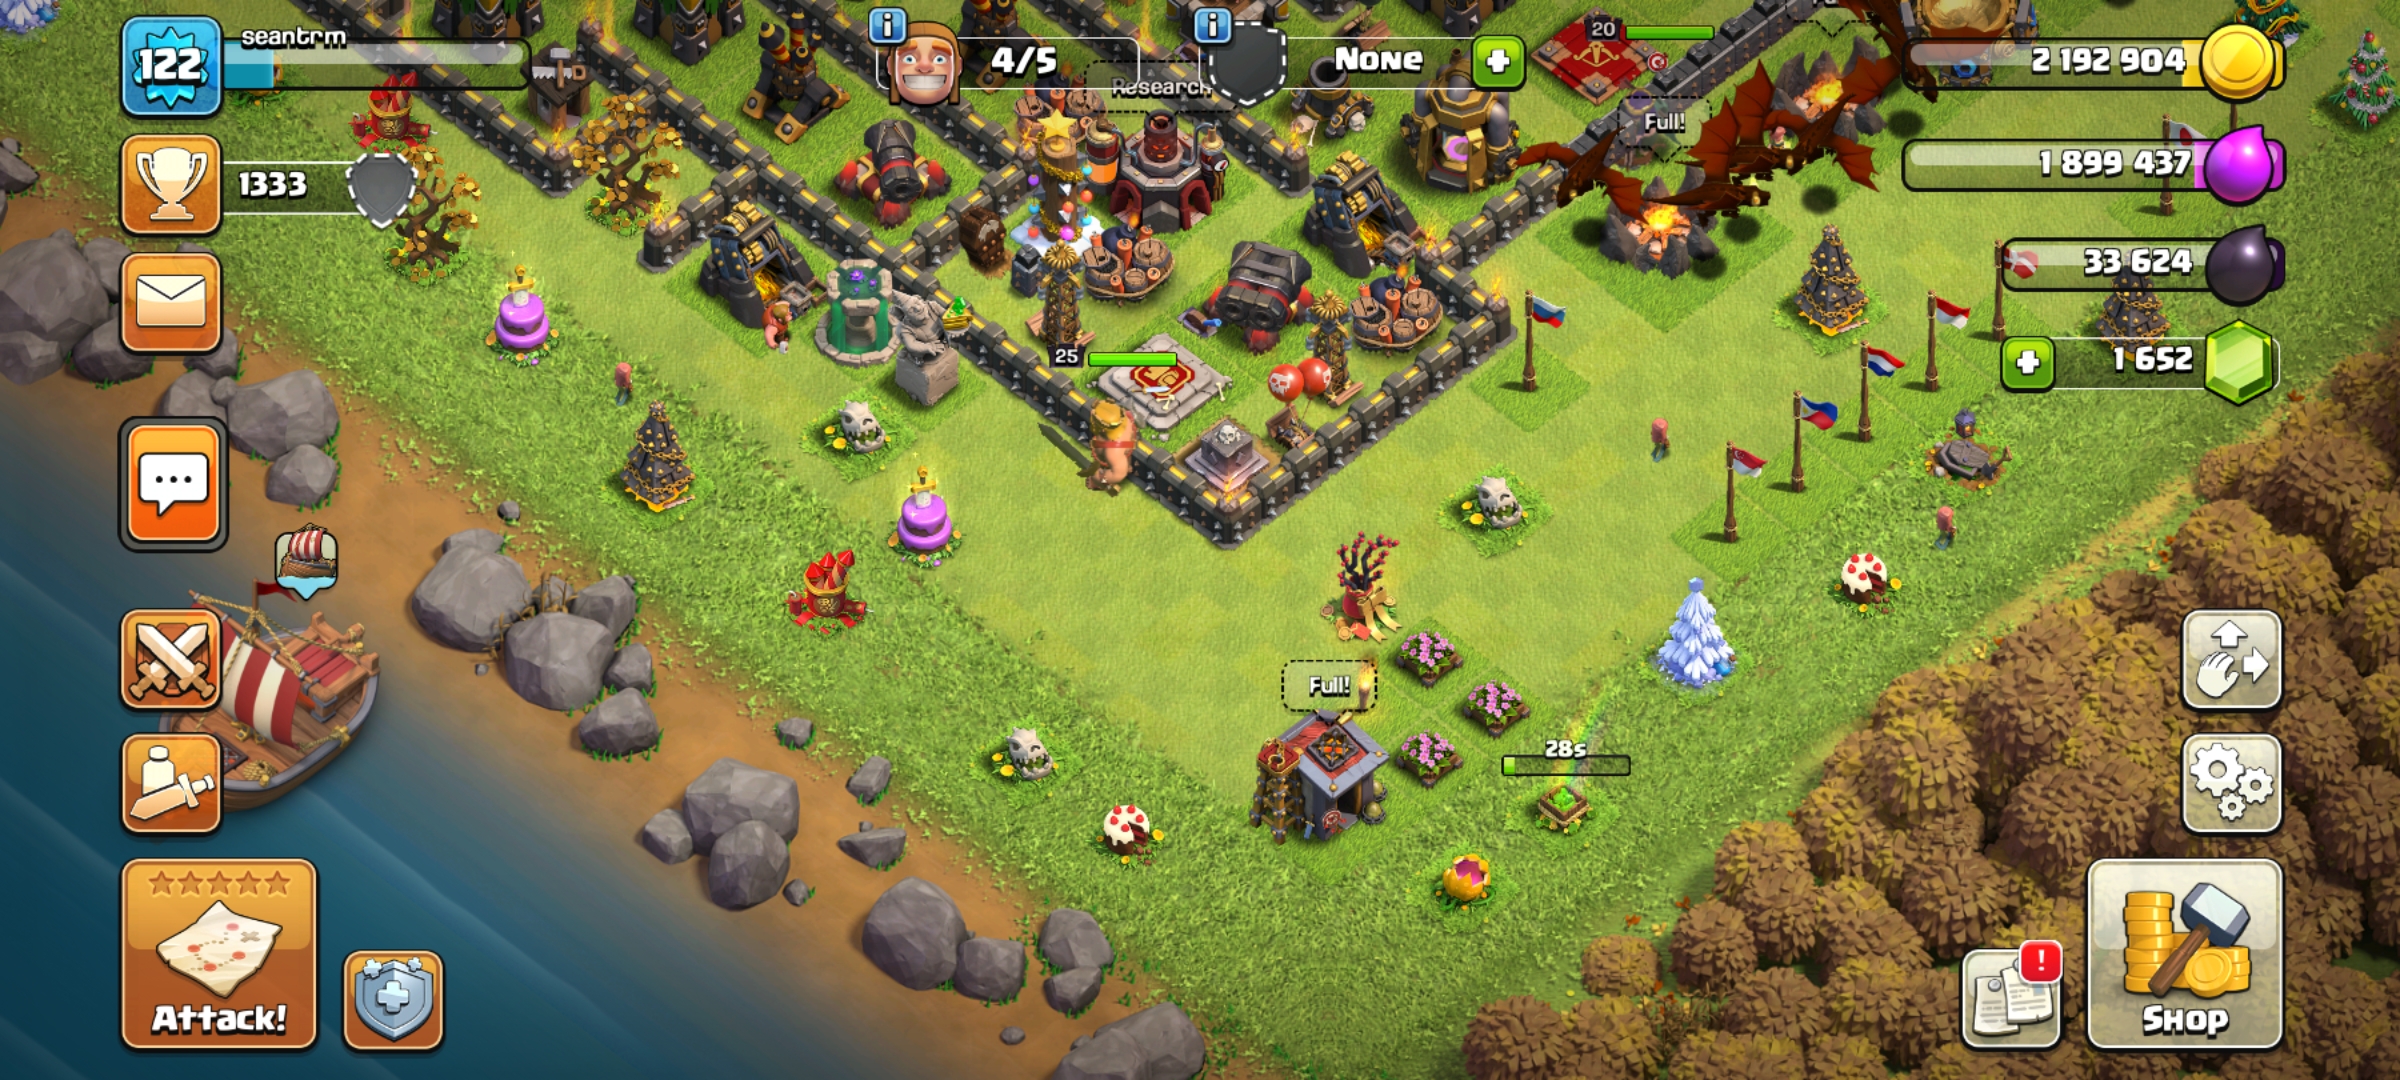 122
seantrm
4/5
None
20
2 192 904
Research
Full!
1 899 437
1333
33 624
25
1 652
Full!
28s
Attack!
Shop